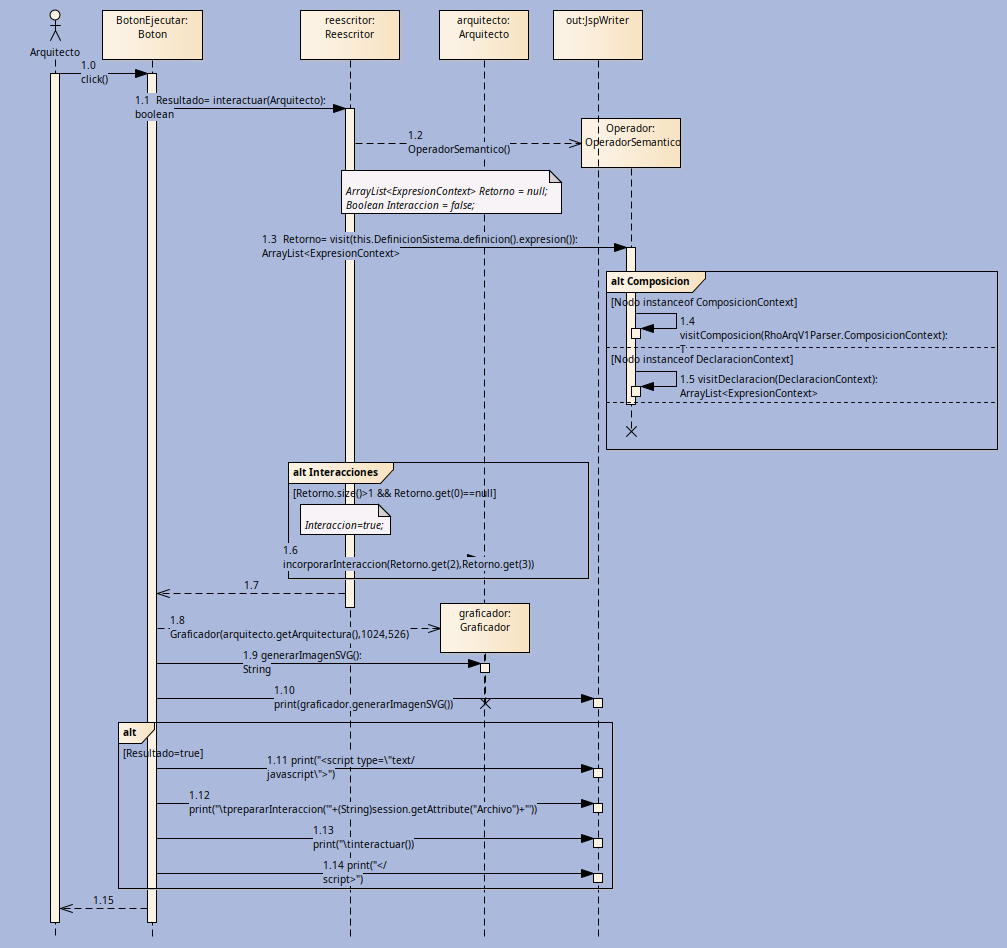 BotonEjecutar:
Boton
reescritor:
Reescritor
arquitecto:
Arquitecto
out:JspWriter
Arquitecto
1.0
click()
1.1 Resultado= interactuar(Arquitecto):
boolean
1.2
OperadorSemantico()
Operador:
OperadorSemantico
ArrayList<ExpresionContext> Retorno = null;
Boolean Interaccion = false;
1.3 Retorno= visit(this.DefinicionSistema.definicion().expresion()):
ArrayList<ExpresionContext>
alt Composicion
[Nodo instanceof ComposicionContext]
1.4
visitComposicion(RhoArqV1Parser.ComposicionContext):
T
[Nodo instanceof DeclaracionContext]
1.5 visitDeclaracion(DeclaracionContext):
ArrayList<ExpresionContext>
alt Interacciones
[Retorno.size()>1 && Retorno.get(0)==null]
Interaccion=true;
1.6
incorporarInteraccion(Retorno.get(2),Retorno.get(3))
1.7
1.8
Graficador(arquitecto.getArquitectura(),1024,526)
graficador:
Graficador
1.9 generarImagenSVG():
String
1.10
print(graficador.generarImagenSVG())
alt
[Resultado=true]
1.11 print("<script type=\"text/
javascript\">")
1.12
print("\tprepararInteraccion('"+(String)session.getAttribute("Archivo")+"'))
1.13
print("\tinteractuar())
1.14 print("</
script>")
1.15